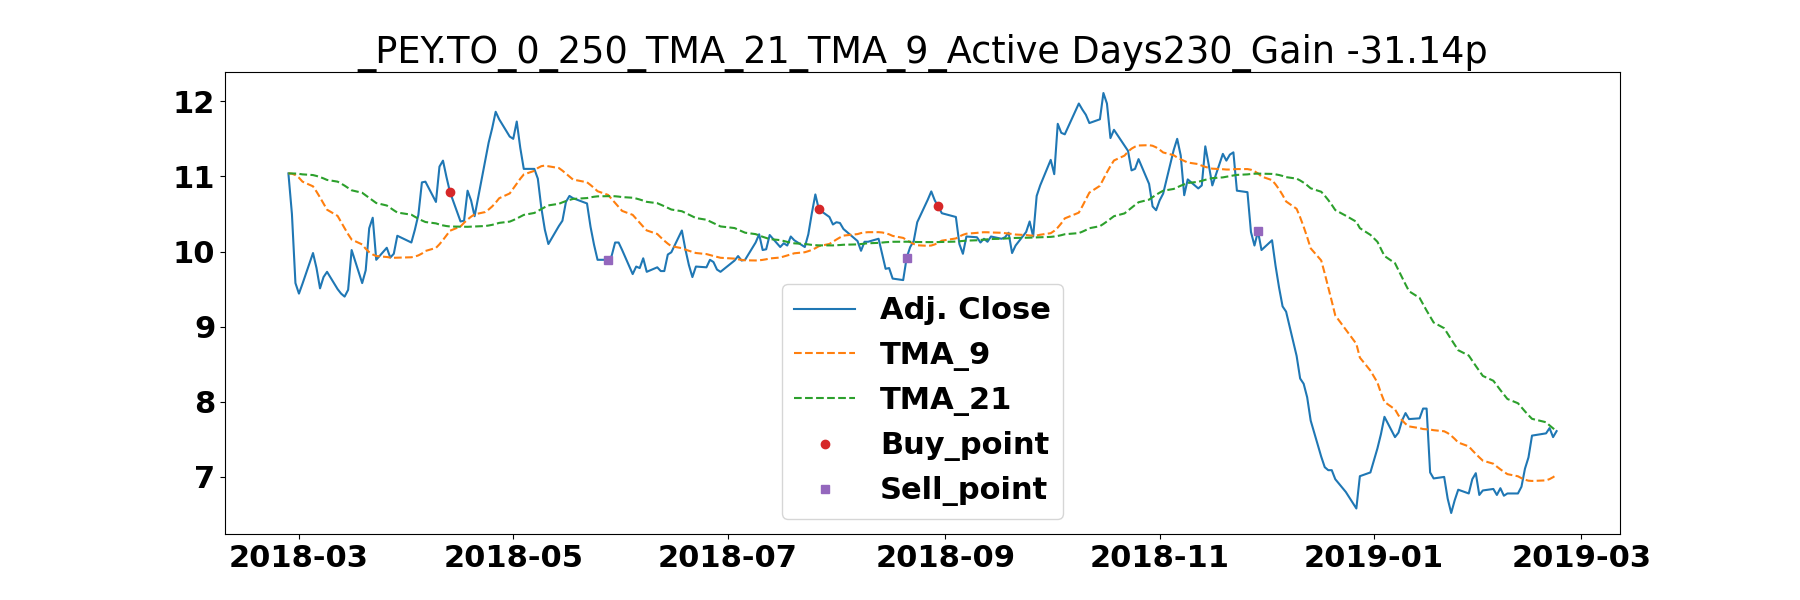 _PEY.TO_0_250_TMA_21_TMA_9_Active Days230_Gain -31.14p
12
11
10
9
8
7
Adj. Close
TMA_9
TMA_21
Buy_point
Sell_point
2018-03 2018-05 2018-07 2018-09 2018-11 2019-01 2019-03